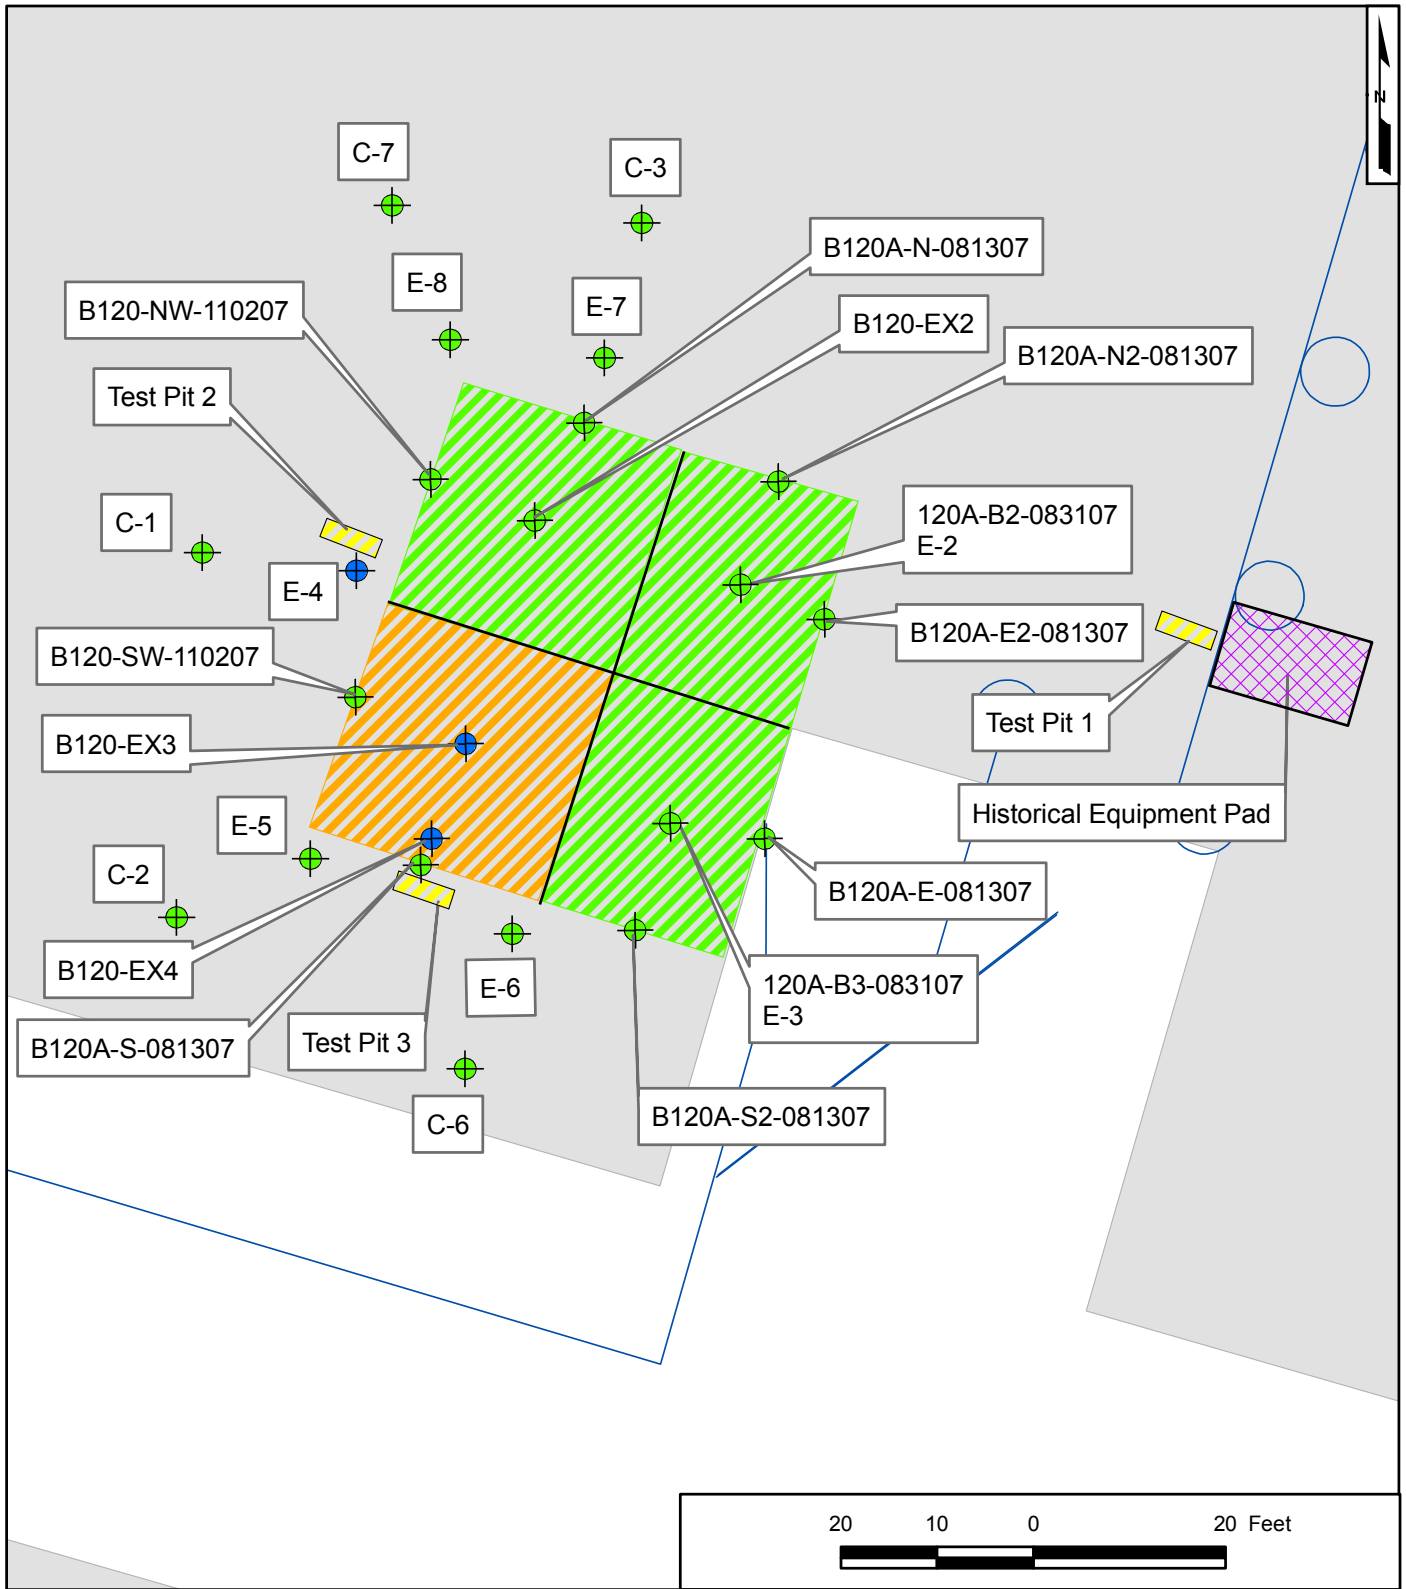 N
C-7
C-3
B120A-N-081307
E-8
E-7
B120-NW-110207
B120-EX2
B120A-N2-081307
Test Pit 2
120A-B2-083107
E-2
C-1
E-4
B120A-E2-081307
B120-SW-110207
Test Pit 1
B120-EX3
Historical Equipment Pad
E-5
C-2
B120A-E-081307
B120-EX4
E-6
120A-B3-083107
E-3
B120A-S-081307
Test Pit 3
C-6
B120A-S2-081307
20 10 0 20 Feet